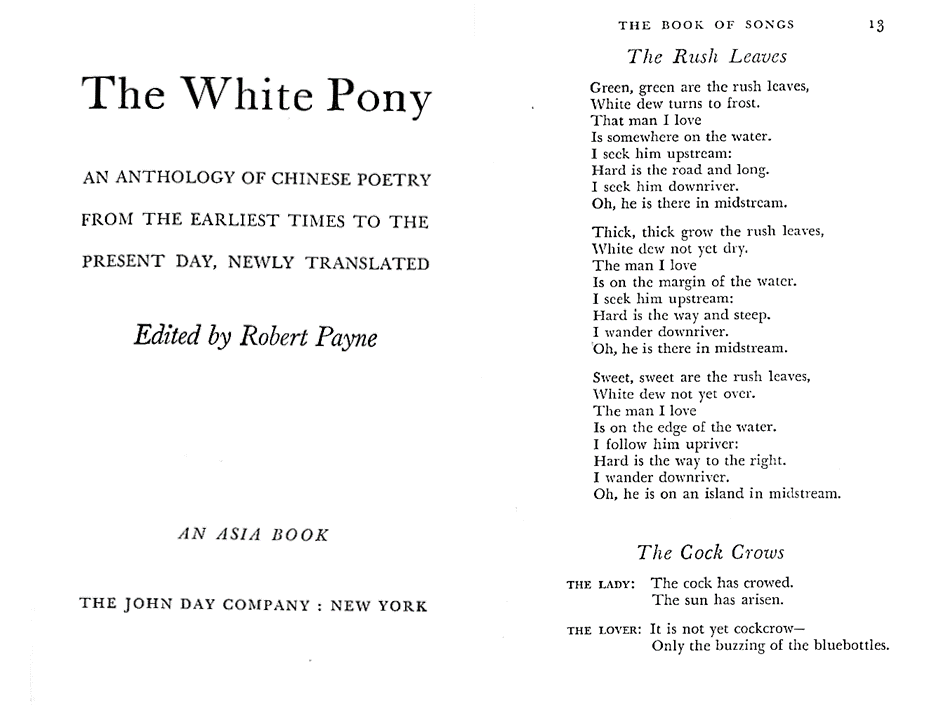 The White Pony
AN ANTHOLOGY OF CHINESE POETRY
FROM THE EARLIEST TIMES TO THE
PRESENT DAY, NEWLY TRANSLATED
Edited by Robert Payne
AN ASIA BOOK
THE JOHN DAY COMPANY : NEW YORK
THE BOOK OF SONGS 13
The Rush Leaves
Green, green are the rush leaves,
White dew turns to frost.
That man I love
Is somewhere on the water.
I seek him upstream:
Hard is the road and long.
I seek him downriver.
Oh, he is there in midstream.
Thick, thick grow the rush leaves,
White dew not yet dry.
The man I love
Is on the margin of the water.
I seek him upstream:
Hard is the way and steep.
I wander downriver.
Oh, he is there in midstream.
Sweet, sweet are the rush leaves,
White dew not yet over.
The man I love
Is on the edge of the water.
I follow him upriver:
Hard is the way to the right.
I wander downriver.
Oh, he is on an island in midstream.
The Cock Crows
THE LADY: The cock has crowed.
The sun has arisen.
THE LOVER: It is not yet cockcrow—
Only the buzzing of the bluebottles.